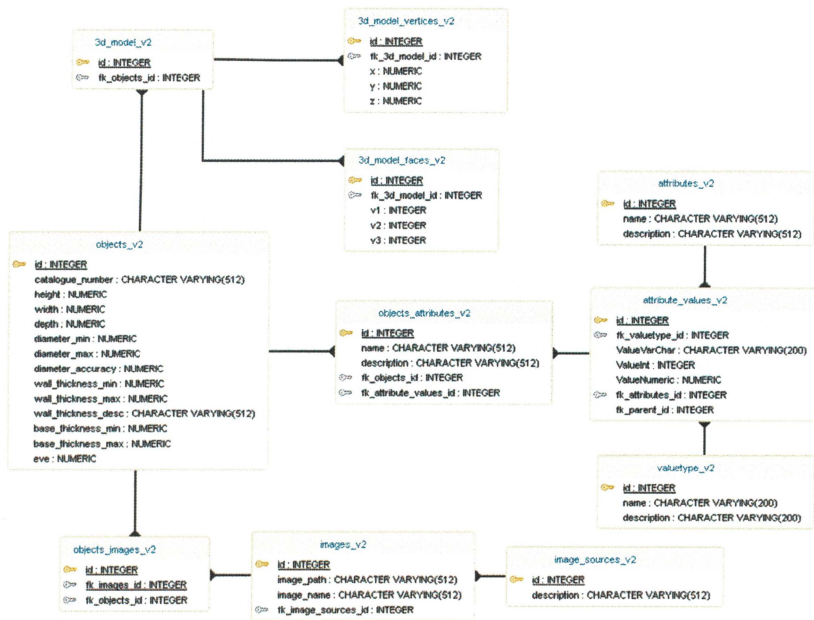 3d_model_v2
id : INTEGER
fk_objects_id : INTEGER
3d_model_vertices_v2
id : INTEGER
fk_3d_model_id : INTEGER
x : NUMERIC
y : NUMERIC
z : NUMERIC
3d_model_faces_v2
id : INTEGER
fk_3d_model_id : INTEGER
v1 : INTEGER
v2 : INTEGER
v3 : INTEGER
attributes_v2
id : INTEGER
name : CHARACTER VARYING(512)
description : CHARACTER VARYING(512)
objects_v2
id : INTEGER
catalogue_number : CHARACTER VARYING(512)
height : NUMERIC
width : NUMERIC
depth : NUMERIC
diameter_min : NUMERIC
diameter_max : NUMERIC
diameter_accuracy : NUMERIC
wall_thickness_min : NUMERIC
wall_thickness_max : NUMERIC
wall_thickness_desc : CHARACTER VARYING(512)
base_thickness_min : NUMERIC
base_thickness_max : NUMERIC
eve : NUMERIC
objects_attributes_v2
id : INTEGER
name : CHARACTER VARYING(512)
description : CHARACTER VARYING(512)
fk_objects_id : INTEGER
fk_attribute_values_id : INTEGER
attribute_values_v2
id : INTEGER
fk_valuetype_id : INTEGER
ValueVarChar : CHARACTER VARYING(200)
ValueInt : INTEGER
ValueNumeric : NUMERIC
fk_attributes_id : INTEGER
fk_parent_id : INTEGER
valuetype_v2
id : INTEGER
name : CHARACTER VARYING(200)
description : CHARACTER VARYING(200)
objects_images_v2
id : INTEGER
fk_images_id : INTEGER
fk_objects_id : INTEGER
images_v2
id : INTEGER
image_path : CHARACTER VARYING(512)
image_name : CHARACTER VARYING(512)
fk_image_sources_id : INTEGER
image_sources_v2
id : INTEGER
description : CHARACTER VARYING(512)